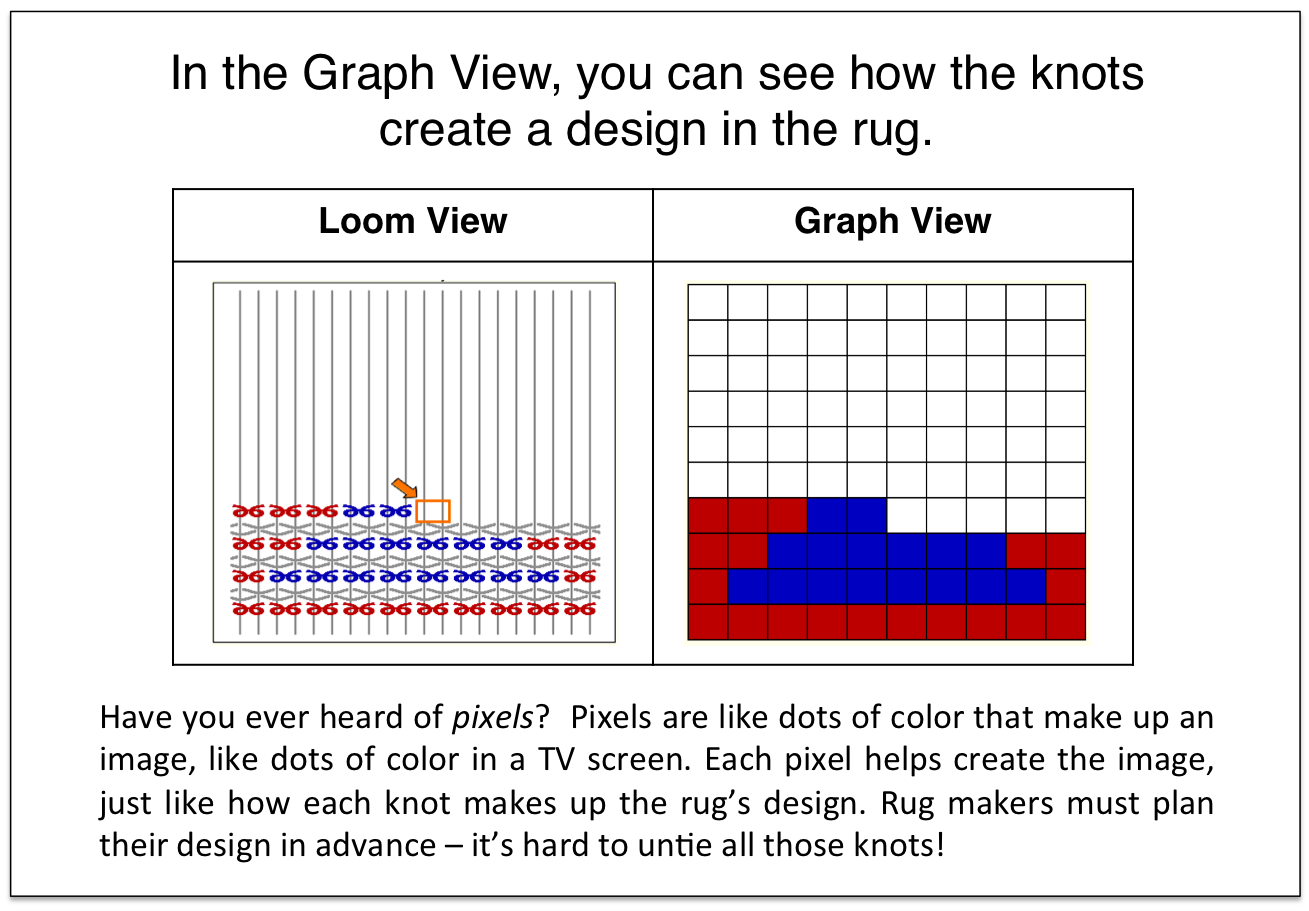 In the Graph View, you can see how the knots
create a design in the rug.
Loom View
Graph View
Have you ever heard of pixels?  Pixels are like dots of color that make up an
image, like dots of color in a TV screen. Each pixel helps create the image,
just like how each knot makes up the rug’s design. Rug makers must plan
their design in advance – it’s hard to untie all those knots!